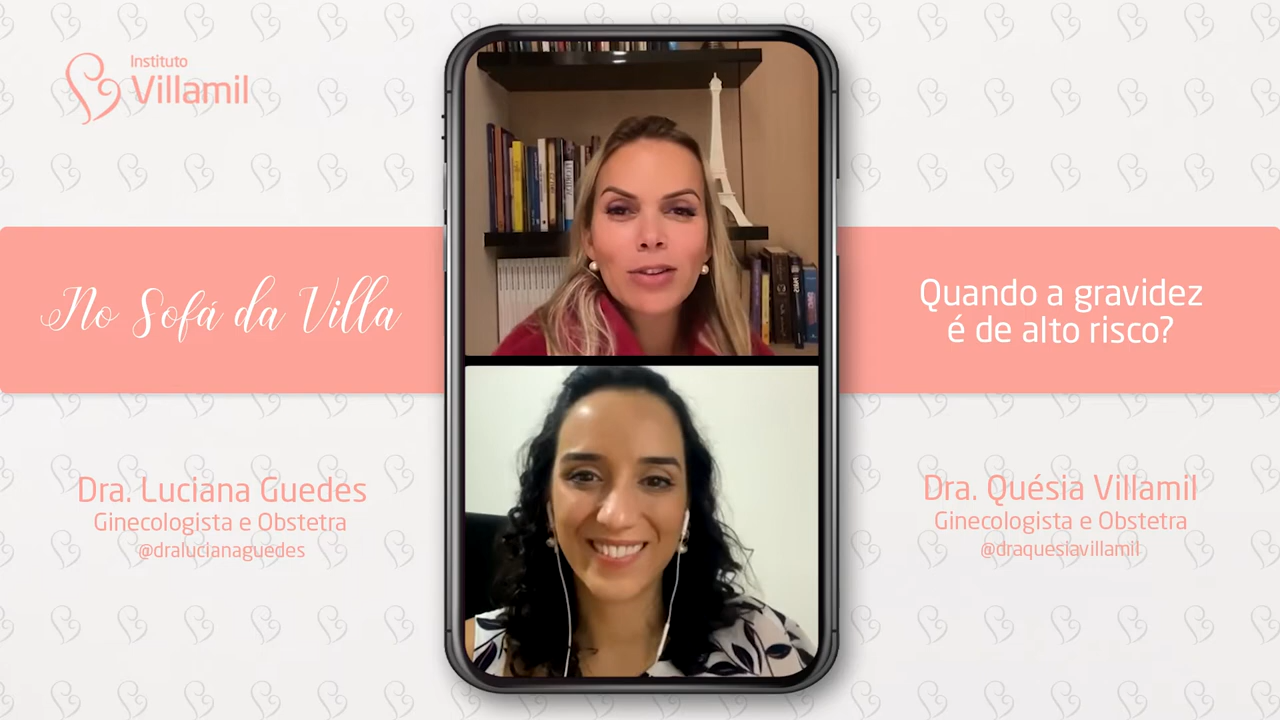 Instituto
Villamil
No Sofá da Villa
Quando a gravidez
é de alto risco?
Dra. Luciana Guedes
Ginecologista e Obstetra
@dralucianaguedes
Dra. Quésia Villamil
Ginecologista e Obstetra
@draquesiavillamil